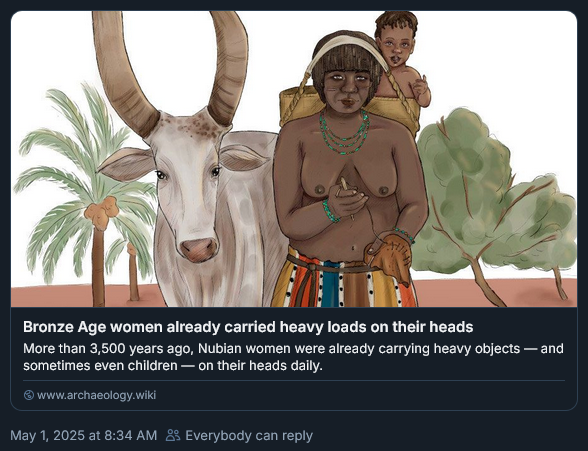 Bronze Age women already carried heavy loads on their heads
More than 3,500 years ago, Nubian women were already carrying heavy objects — and
sometimes even children — on their heads daily.
www.archaeology.wiki
May 1, 2025 at 8:34 AM Everybody can reply